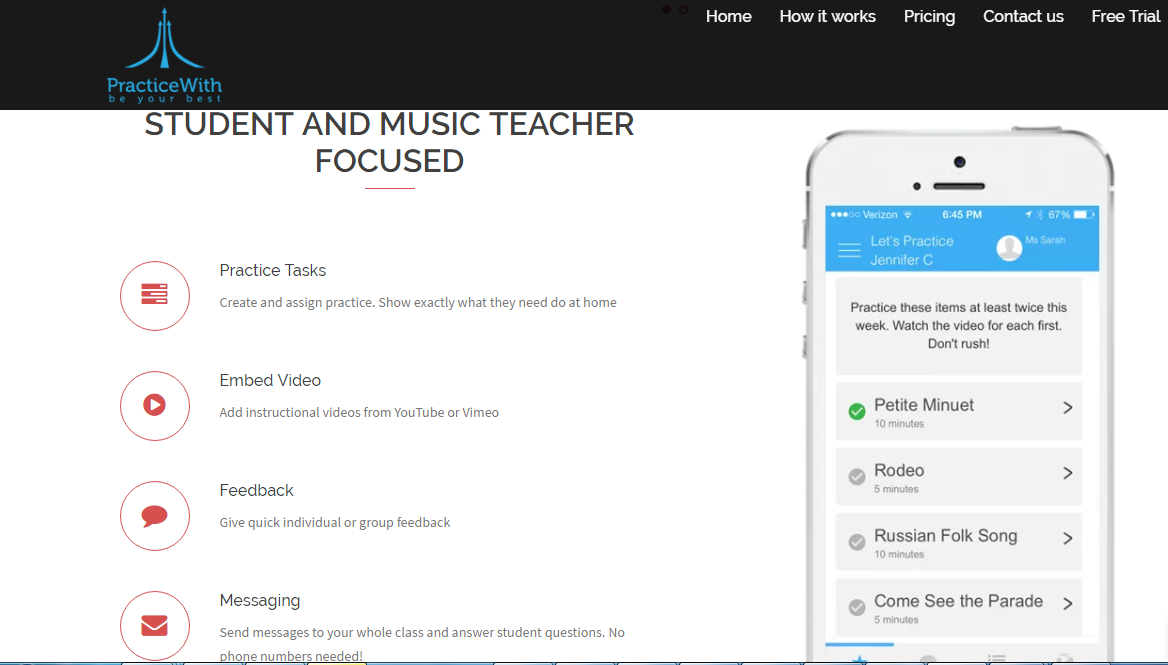 Home How it works Pricing Contact us Free Trial
PracticeWith
be your best
STUDENT AND MUSIC TEACHER
FOCUSED
Practice Tasks
Create and assign practice. Show exactly what they need do at home
Embed Video
Add instructional videos from YouTube or Vimeo
Feedback
Give quick individual or group feedback
Messaging
Send messages to your whole class and answer student questions. No
phone numbers needed!
Verizon 6:45 PM 67%
Let's Practice
Jennifer C
Ms Sarah
Practice these items at least twice this
week. Watch the video for each first.
Don't rush!
Petite Minuet
10 minutes
Rodeo
5 minutes
Russian Folk Song
10 minutes
Come See the Parade
5 minutes